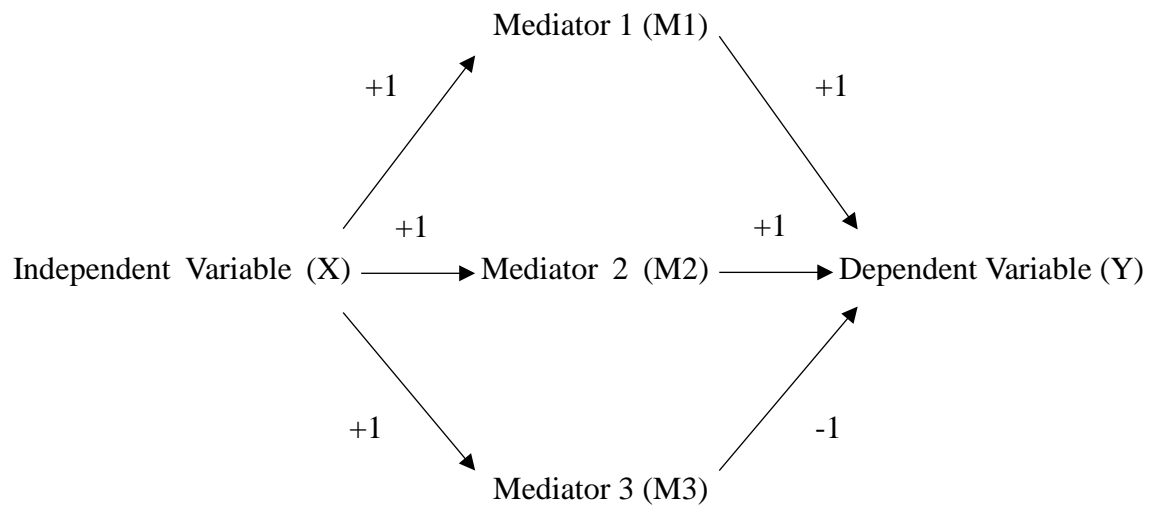 Mediator 1 (M1)
+1
+1
+1
+1
Independent Variable (X)
Mediator 2 (M2)
Dependent Variable (Y)
+1
-1
Mediator 3 (M3)